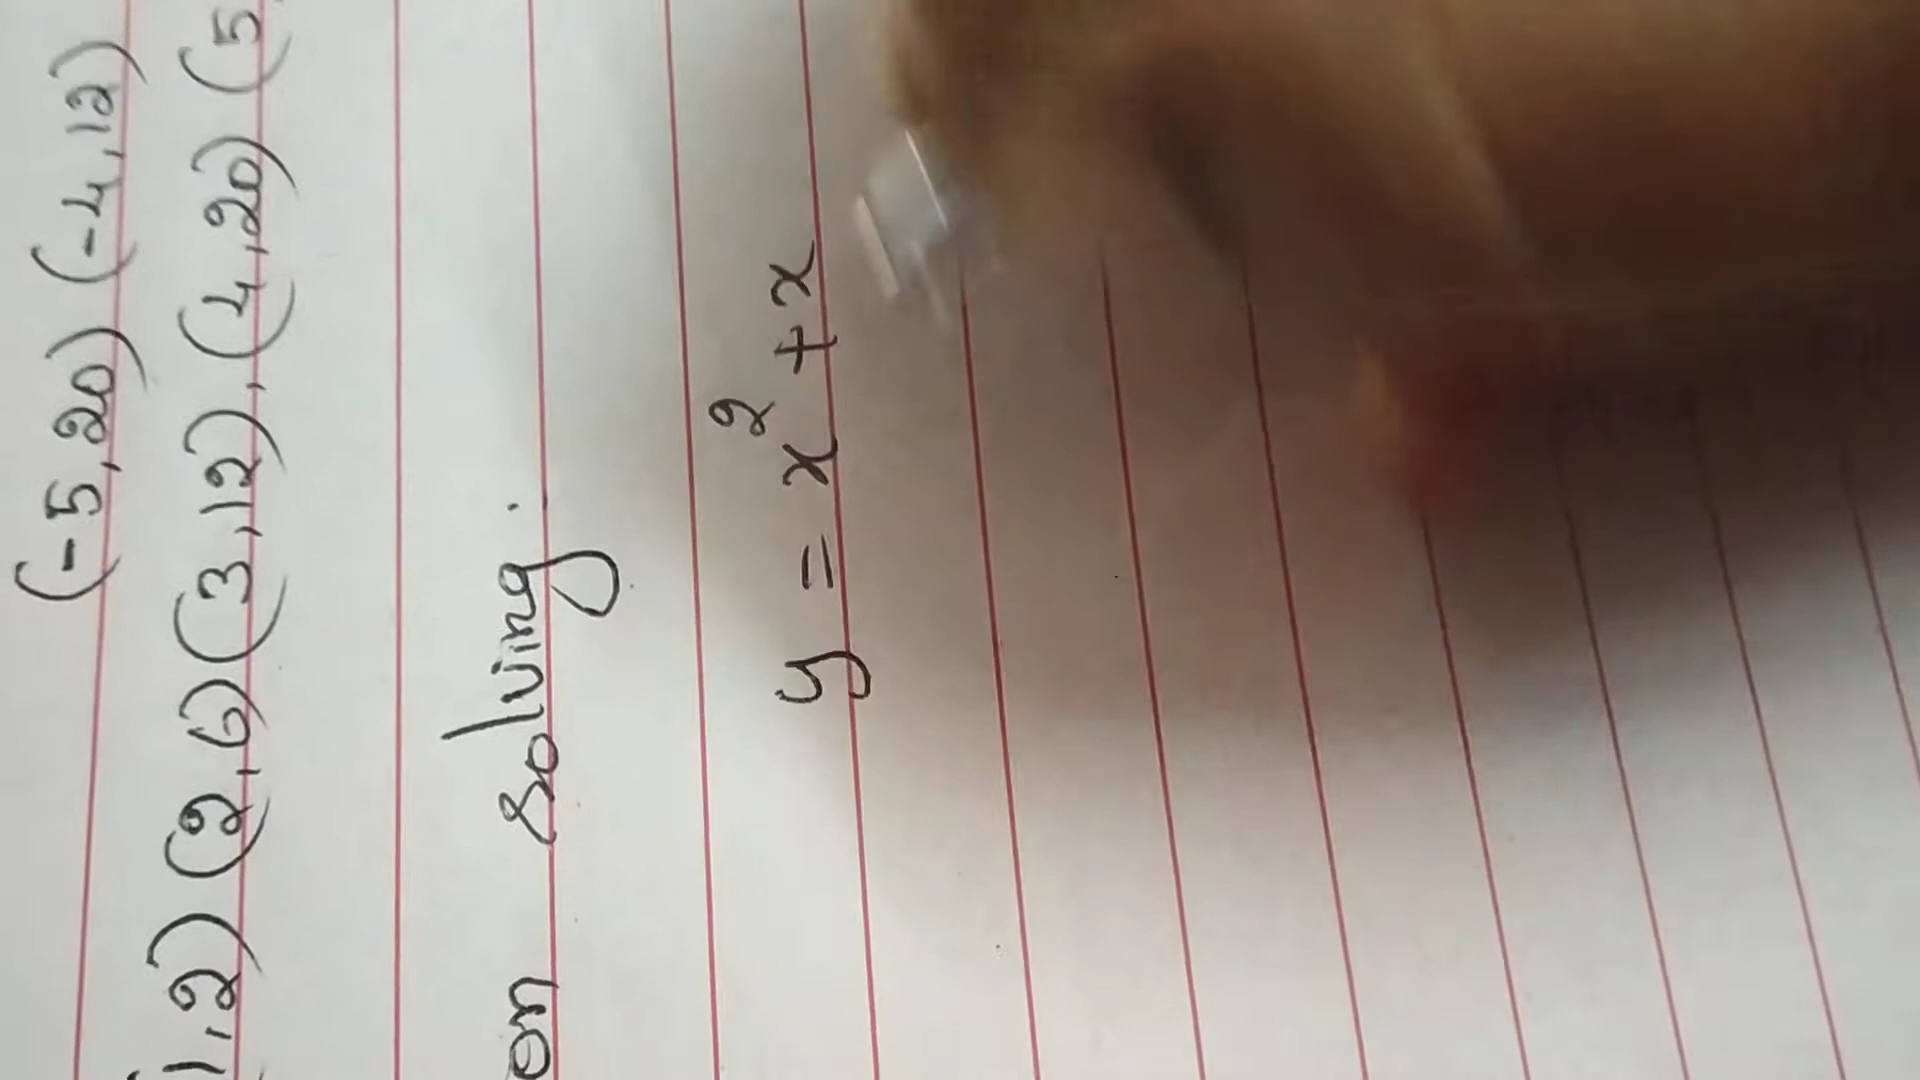 (-5,20) (-4,12)
1,2) (2,6) (3,12), (4,20) (5,
on solving.
y = x² + x